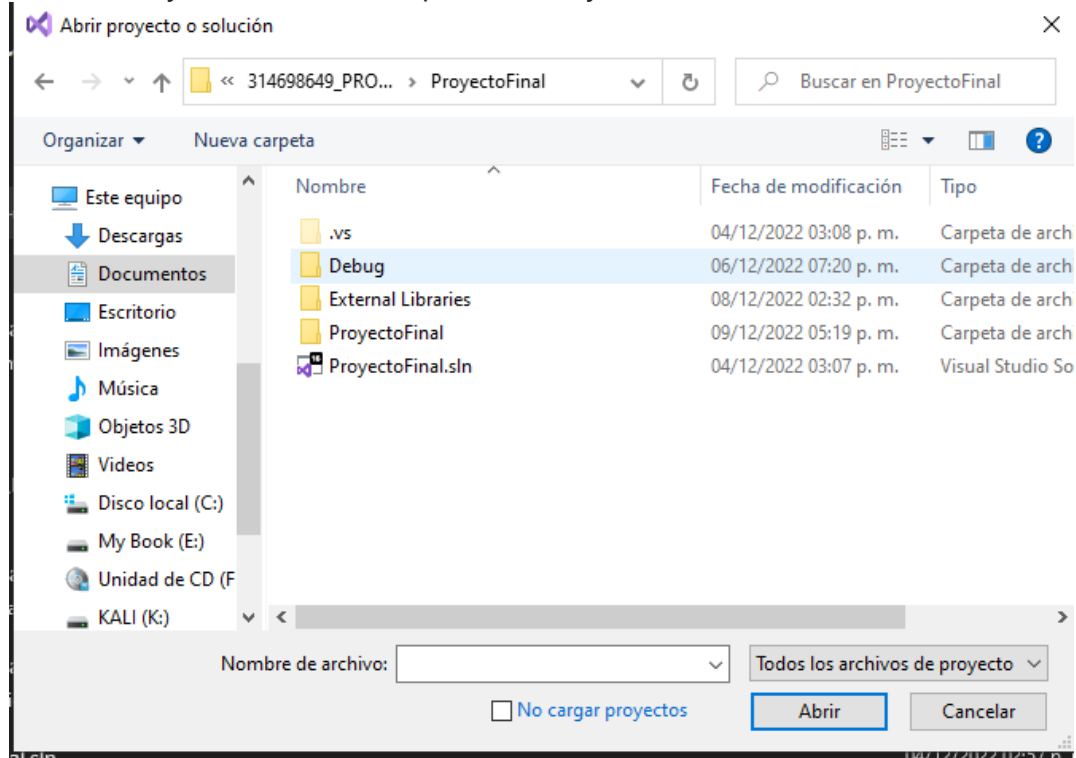 Abrir proyecto o solución
« 314698649_PRO... › ProyectoFinal
Buscar en ProyectoFinal
Organizar
Nueva carpeta
Nombre
Fecha de modificación
Tipo
Este equipo
Descargas
Documentos
Escritorio
Imágenes
Música
Objetos 3D
Videos
Disco local (C:)
My Book (E:)
Unidad de CD (F
KALI (K:)
.vs 04/12/2022 03:08 p. m. Carpeta de arch
Debug 06/12/2022 07:20 p. m. Carpeta de arch
External Libraries 08/12/2022 02:32 p. m. Carpeta de arch
ProyectoFinal 09/12/2022 05:19 p. m. Carpeta de arch
ProyectoFinal.sln 04/12/2022 03:07 p. m. Visual Studio So
Nombre de archivo:
Todos los archivos de proyecto
No cargar proyectos
Abrir
Cancelar